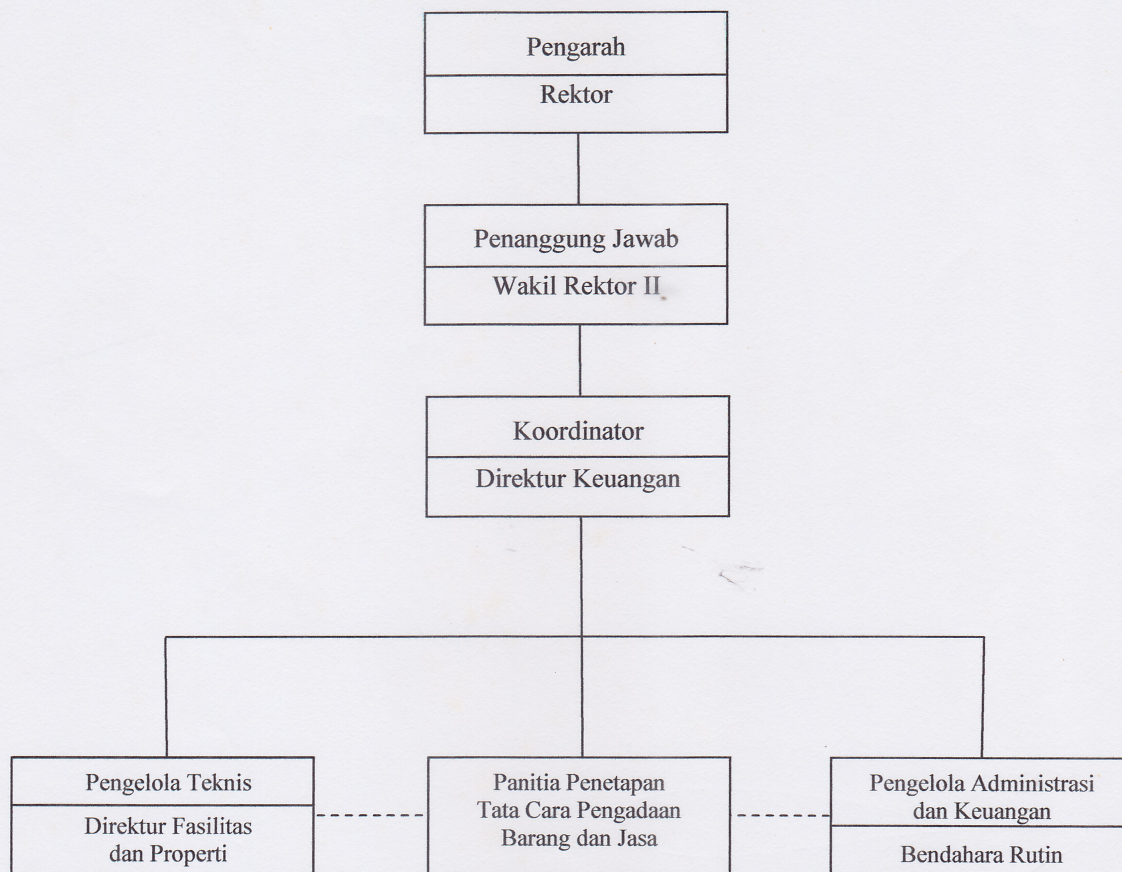 Pengarah
Rektor
Penanggung Jawab
Wakil Rektor II
Koordinator
Direktur Keuangan
Pengelola Teknis
Direktur Fasilitas
dan Properti
Panitia Penetapan
Tata Cara Pengadaan
Barang dan Jasa
Pengelola Administrasi
dan Keuangan
Bendahara Rutin